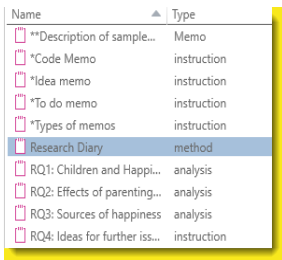 Name Type
**Description of sample... Memo
*Code Memo instruction
*Idea memo instruction
*To do memo instruction
*Types of memos instruction
Research Diary method
RQ1: Children and Happi... analysis
RQ2: Effects of parenting... analysis
RQ3: Sources of happiness analysis
RQ4: Ideas for further iss... instruction